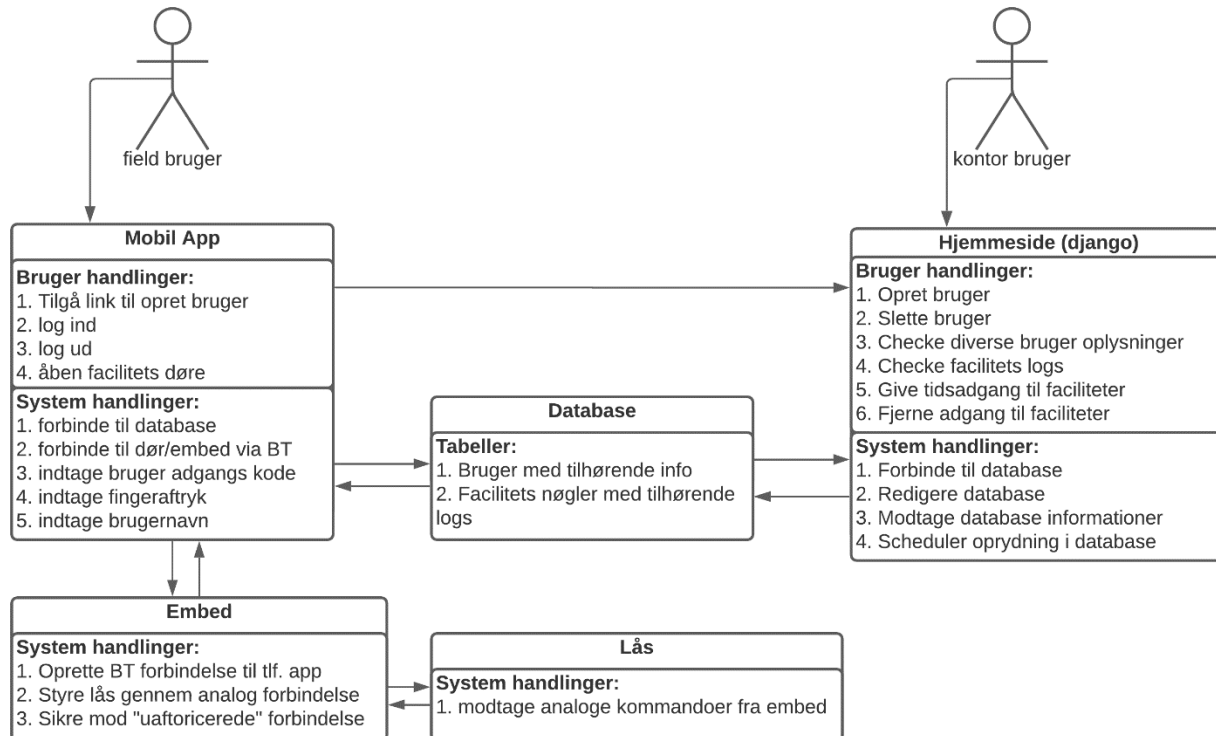 field bruger
kontor bruger
Mobil App
Bruger handlinger:
1. Tilgå link til opret bruger
2. log ind
3. log ud
4. åben facilitets døre
System handlinger:
1. forbinde til database
2. forbinde til dør/embed via BT
3. indtage bruger adgangs kode
4. indtage fingeraftryk
5. indtage brugernavn
Hjemmeside (django)
Bruger handlinger:
1. Opret bruger
2. Slette bruger
3. Checke diverse bruger oplysninger
4. Checke facilitets logs
5. Give tidsadgang til faciliteter
6. Fjerne adgang til faciliteter
System handlinger:
1. Forbinde til database
2. Redigere database
3. Modtage database informationer
4. Scheduler oprydning i database
Database
Tabeller:
1. Bruger med tilhørende info
2. Facilitets nøgler med tilhørende
logs
Embed
System handlinger:
1. Oprette BT forbindelse til tlf. app
2. Styre lås gennem analog forbindelse
3. Sikre mod "uaftoricerede" forbindelse
Lås
System handlinger:
1. modtage analoge kommandoer fra embed